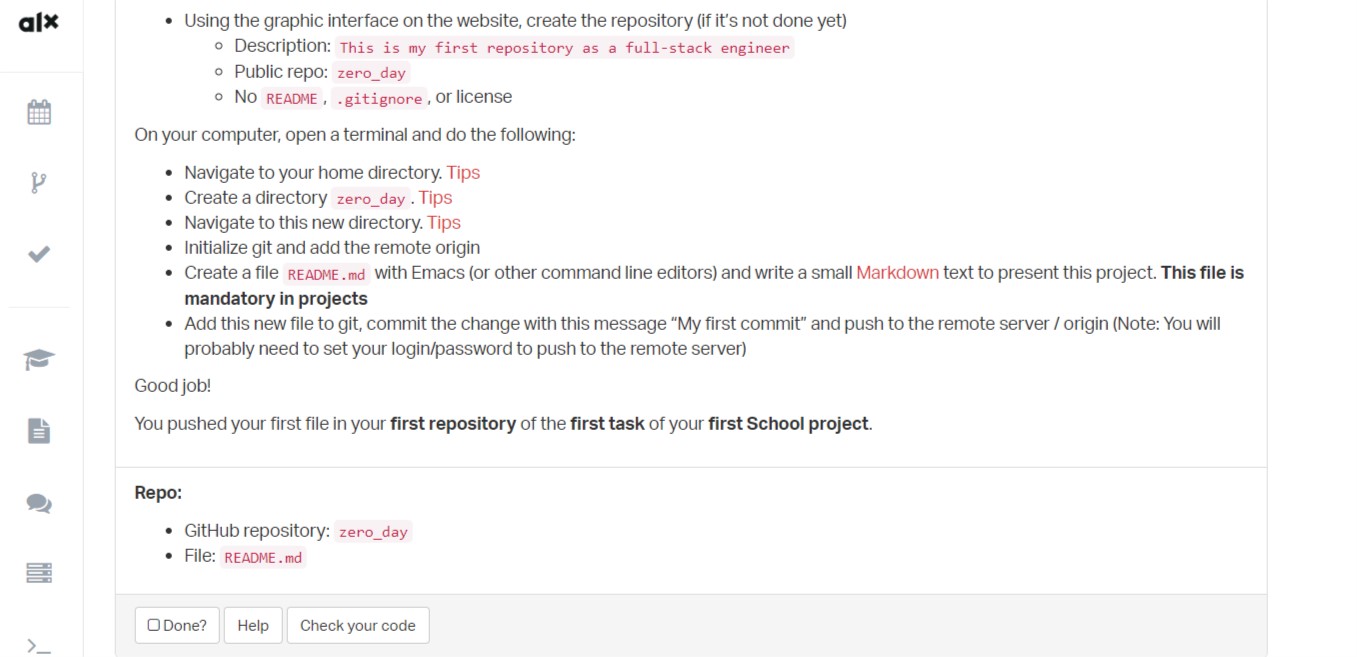 alx
Using the graphic interface on the website, create the repository (if it’s not done yet)
Description: This is my first repository as a full-stack engineer
Public repo: zero_day
No README, .gitignore, or license
On your computer, open a terminal and do the following:
Navigate to your home directory. Tips
Create a directory zero_day. Tips
Navigate to this new directory. Tips
Initialize git and add the remote origin
Create a file README.md with Emacs (or other command line editors) and write a small Markdown text to present this project. This file is
mandatory in projects
Add this new file to git, commit the change with this message “My first commit” and push to the remote server / origin (Note: You will
probably need to set your login/password to push to the remote server)
Good job!
You pushed your first file in your first repository of the first task of your first School project.
Repo:
GitHub repository: zero_day
File: README.md
Done? Help Check your code